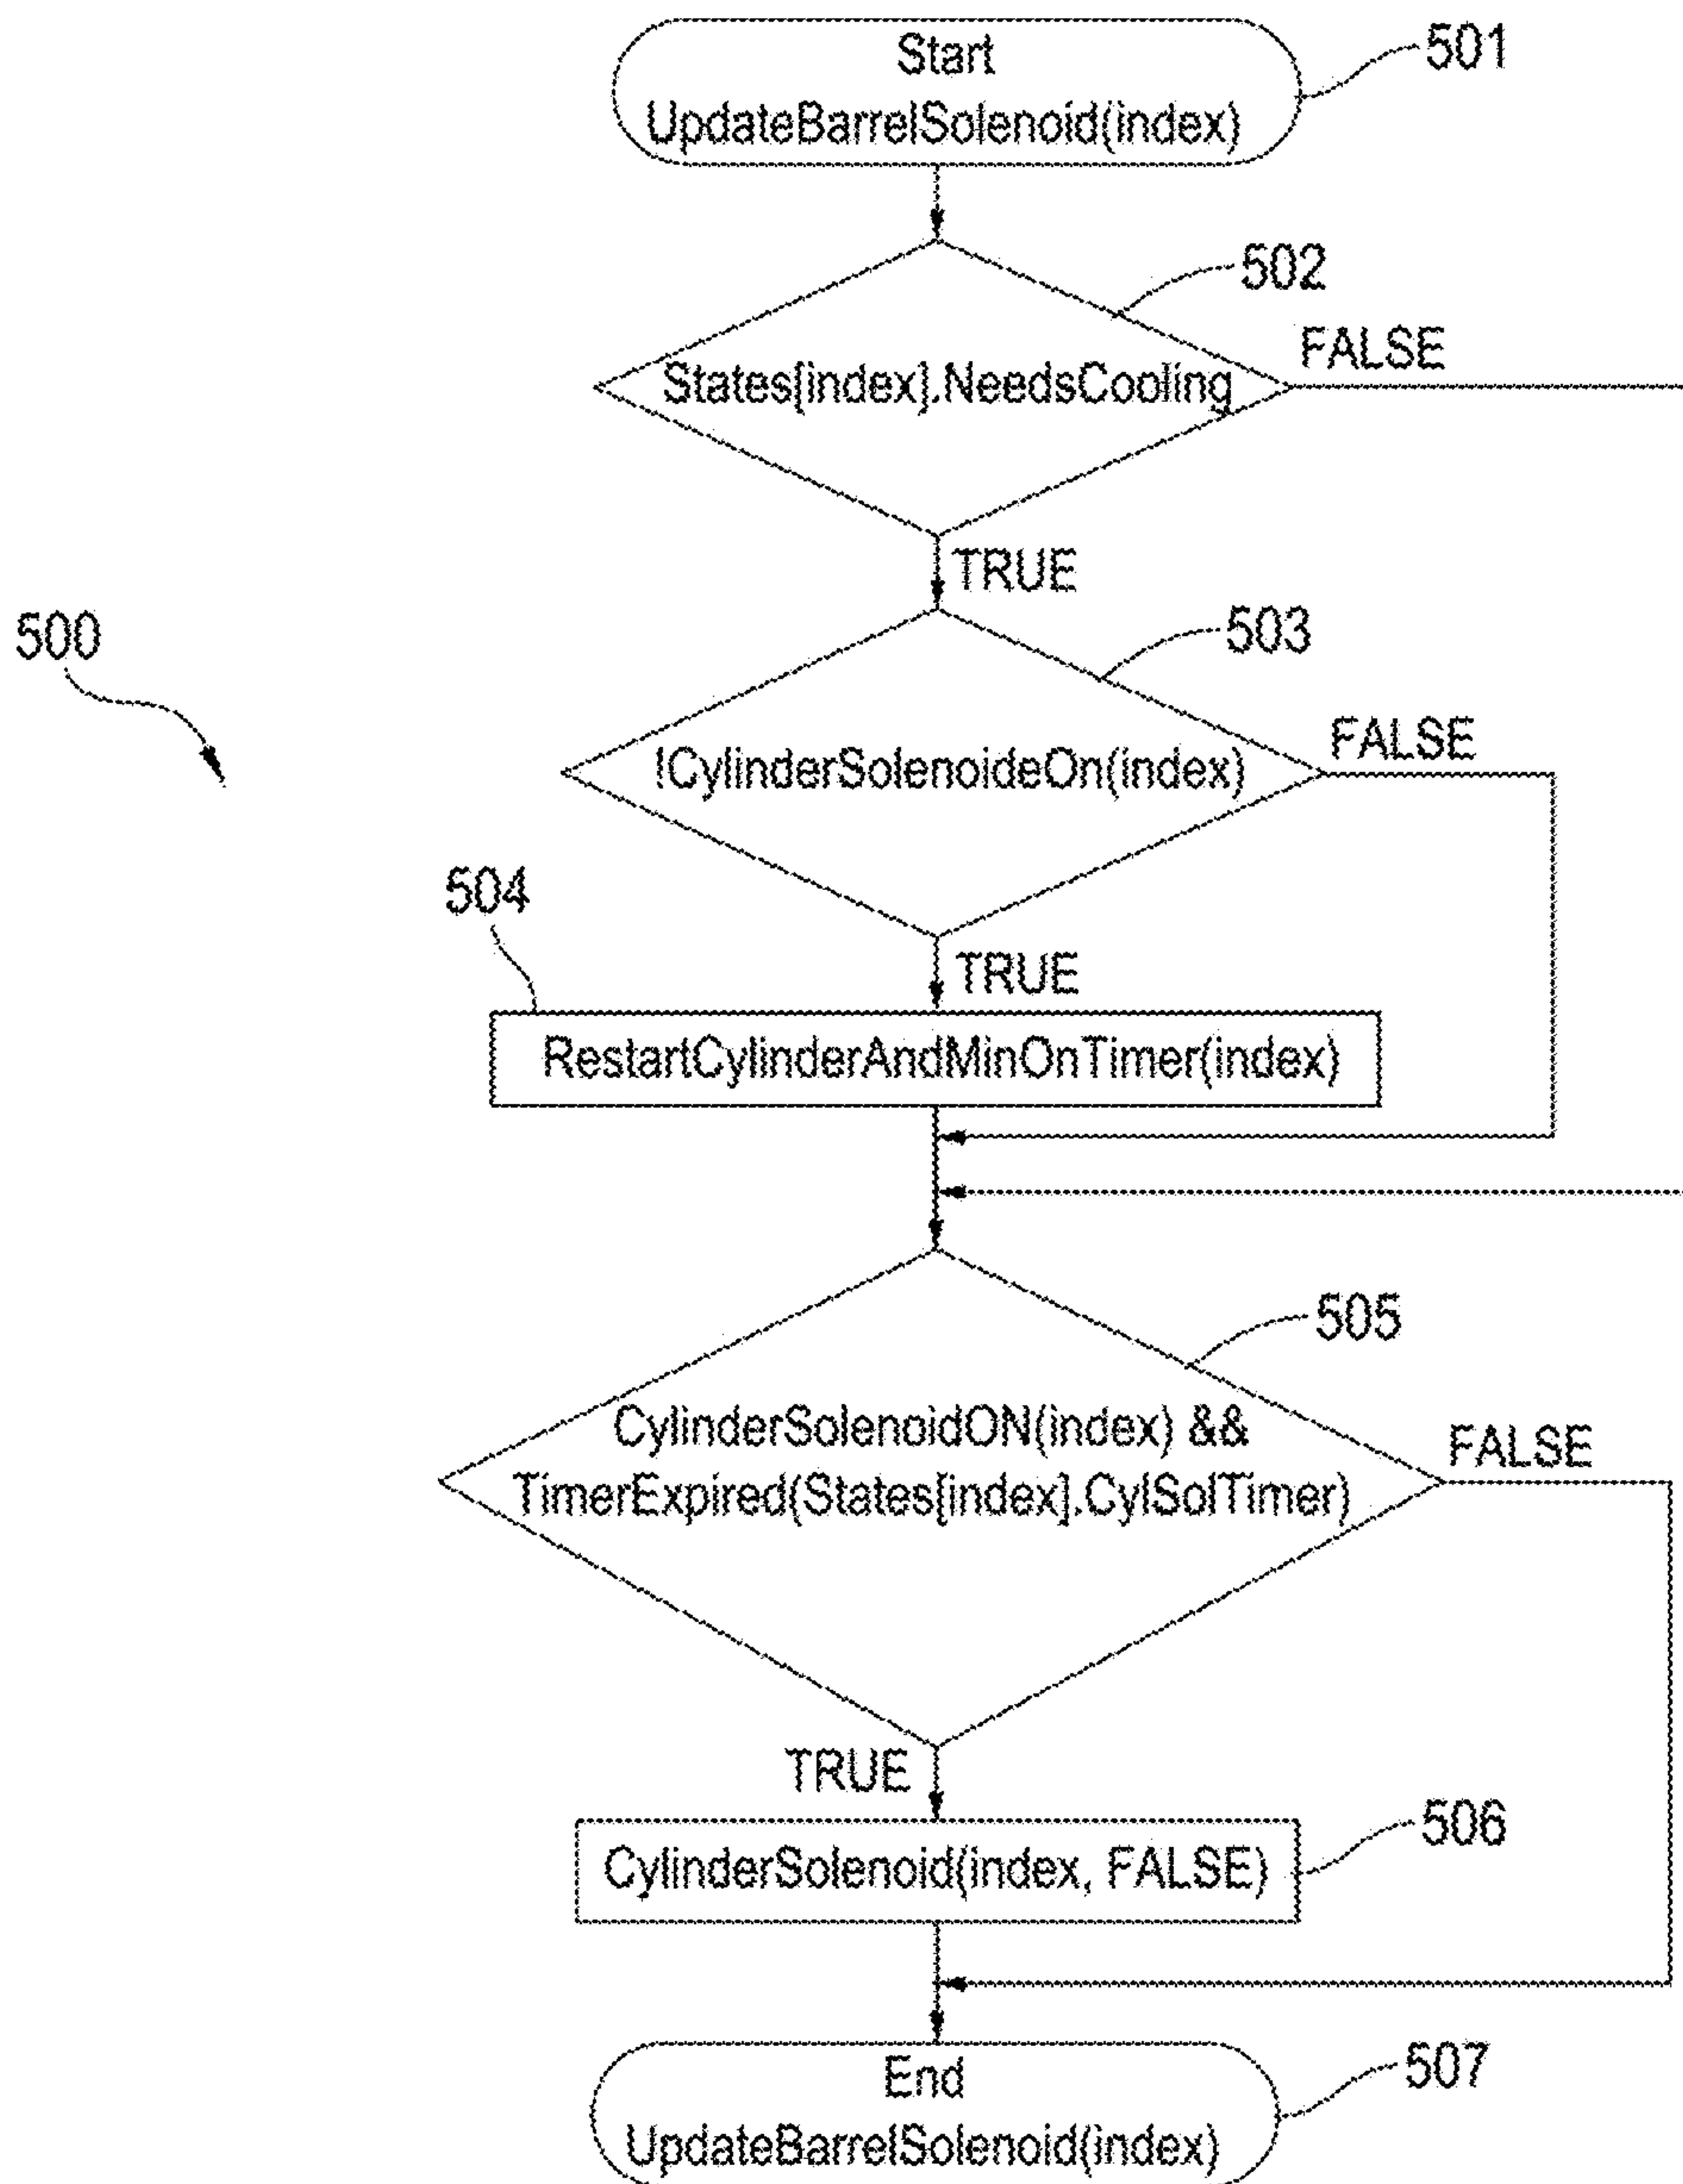 Start
UpdateBarrelSolenoid(index)
501
502
States[index].NeedsCooling
FALSE
TRUE
500
503
!CylinderSolenoideOn(index)
FALSE
504
TRUE
RestartCylinderAndMinOnTimer(index)
505
CylinderSolenoidON(index) &&
TimerExpired(States[index].CylSolTimer)
FALSE
TRUE
506
CylinderSolenoid(index, FALSE)
End
UpdateBarrelSolenoid(index)
507